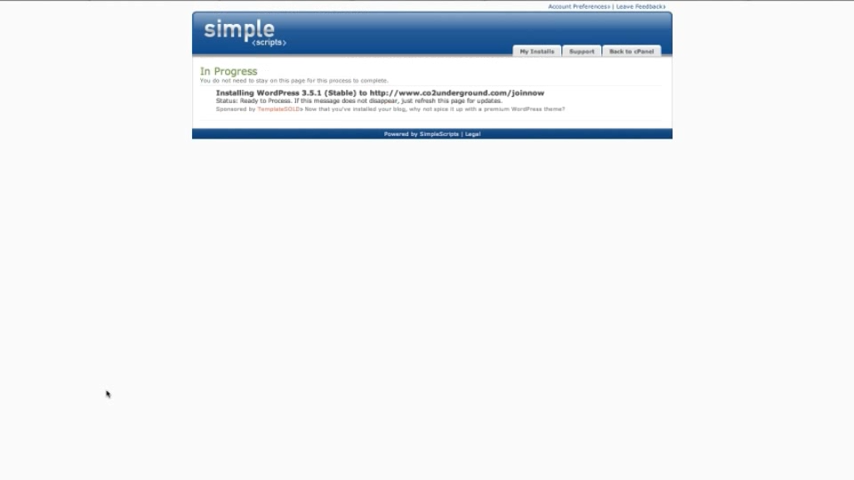 Account Preferences› | Leave Feedback›
simple
‹scripts›
My Installs
Support
Back to cPanel
In Progress
You do not need to stay on this page for this process to complete.
Installing WordPress 3.5.1 (Stable) to http://www.co2underground.com/joinnow
Status: Ready to Process. If this message does not disappear, just refresh this page for updates.
Sponsored by Now that you've installed your blog, why not spice it up with a premium WordPress theme?
Powered by SimpleScripts | Legal